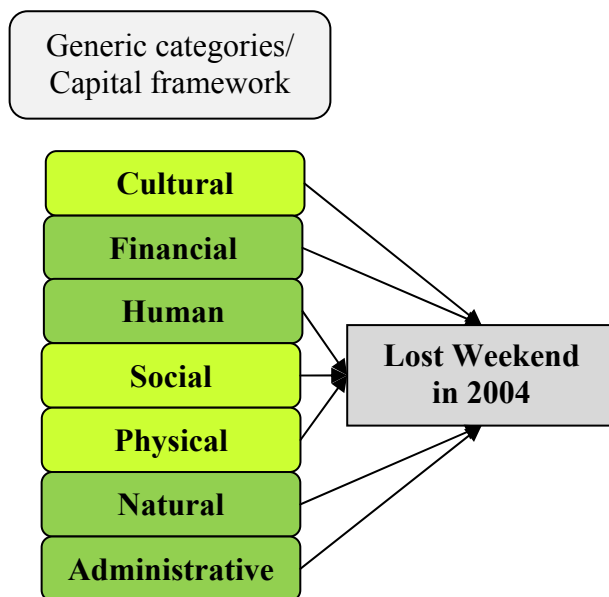 Generic categories/
Capital framework
Cultural
Financial
Human
Social
Physical
Natural
Administrative
Lost Weekend
in 2004